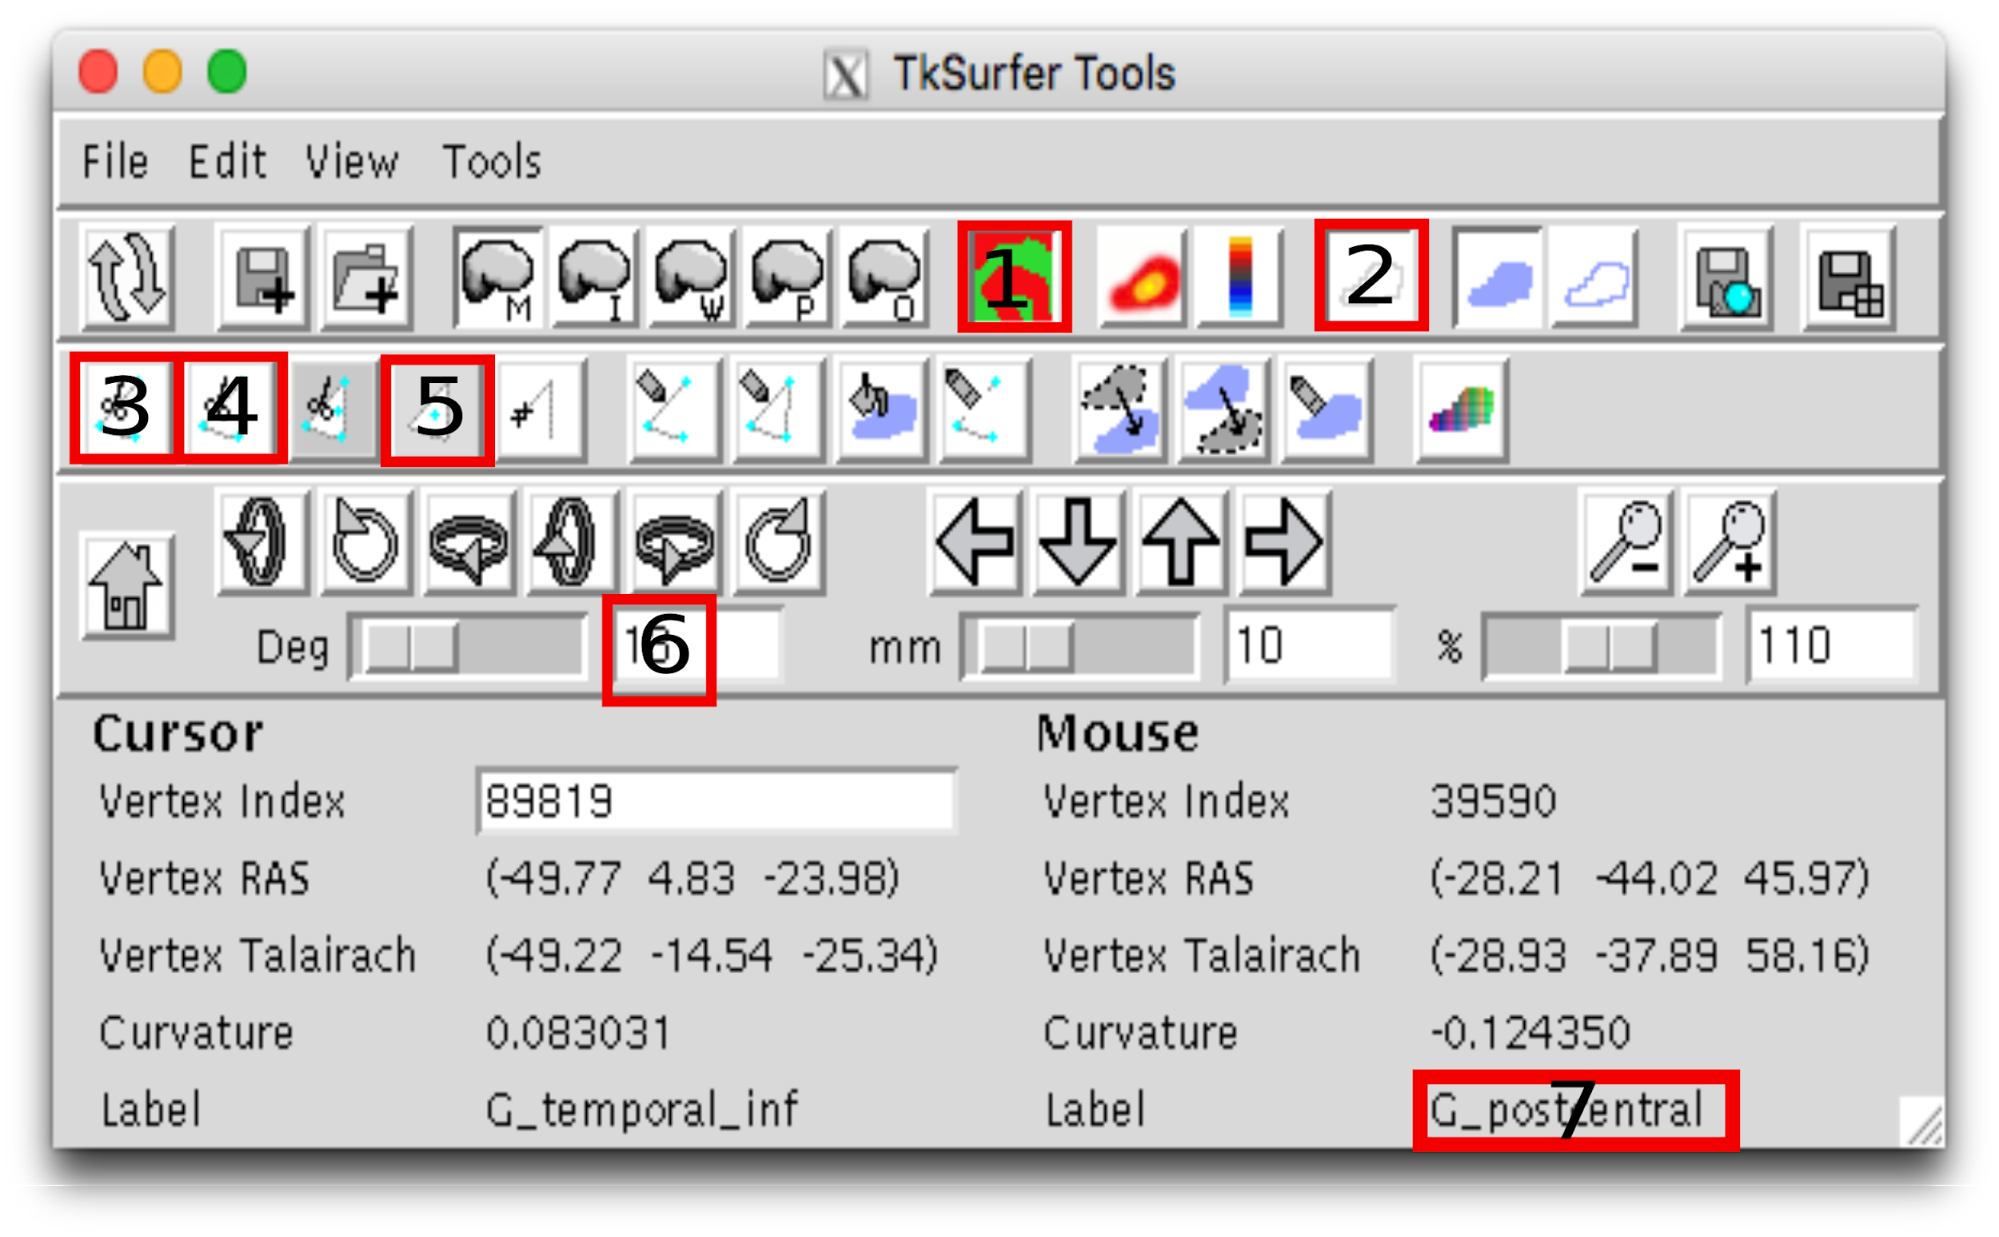 TkSurfer Tools
File Edit View Tools
M I W P O 1 2
3 4 5
Deg 6 mm 10 % 110
Cursor Mouse
Vertex Index 89819 Vertex Index 39590
Vertex RAS (-49.77 4.83 -23.98) Vertex RAS (-28.21 -44.02 45.97)
Vertex Talairach (-49.22 -14.54 -25.34) Vertex Talairach (-28.93 -37.89 58.16)
Curvature 0.083031 Curvature -0.124350
Label G_temporal_inf Label G_postcentral
7